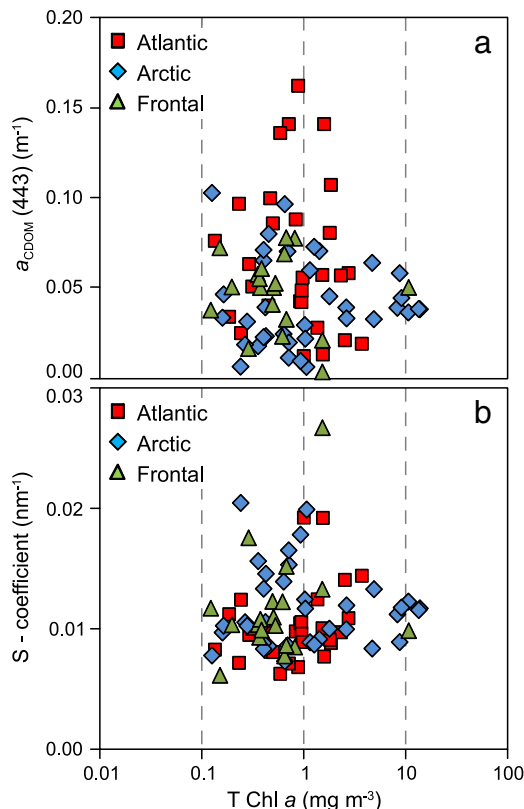 a
Atlantic
Arctic
Frontal
0.20
0.15
0.10
0.05
0.00
aCDOM (443) (m-1)
b
Atlantic
Arctic
Frontal
0.03
0.02
0.01
0.00
S - coefficient (nm-1)
0.01 0.1 1 10 100
T Chl a (mg m-3)